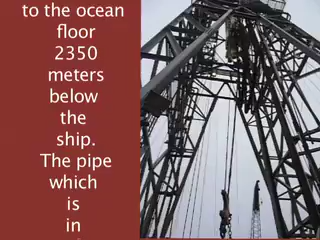 to the ocean
floor
2350
meters
below
the
ship.
The pipe
which
is
in